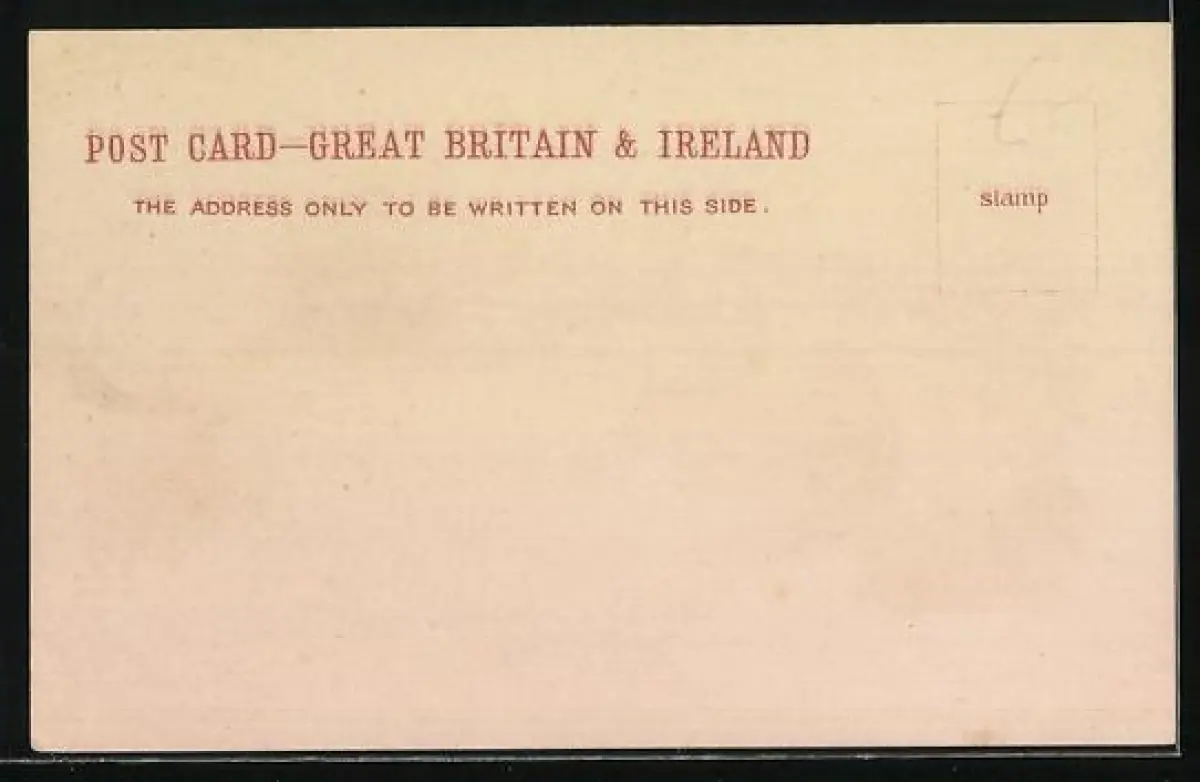 POST CARD—GREAT BRITAIN & IRELAND
THE ADDRESS ONLY TO BE WRITTEN ON THIS SIDE.
stamp